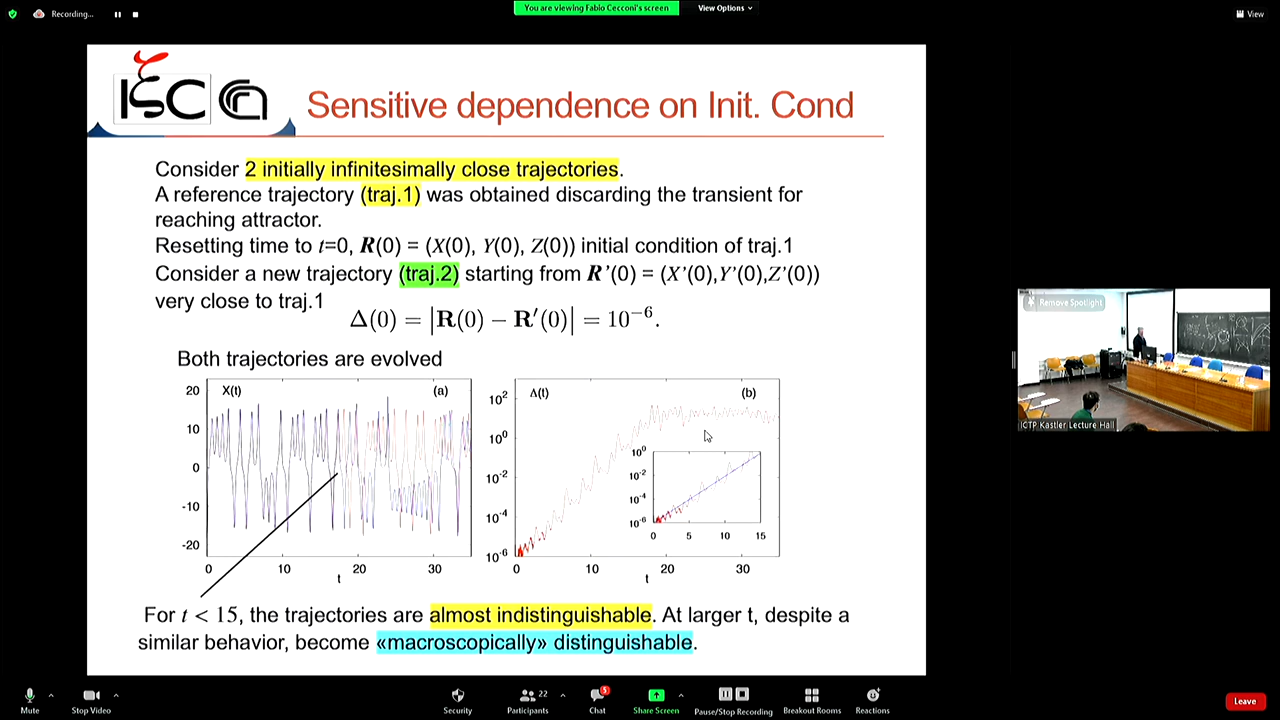 Recording...
You are viewing Fabio Cecconi's screen
View Options
View
ISC
Sensitive dependence on Init. Cond
Consider 2 initially infinitesimally close trajectories.
A reference trajectory (traj.1) was obtained discarding the transient for
reaching attractor.
Resetting time to t=0, R(0) = (X(0), Y(0), Z(0)) initial condition of traj.1
Consider a new trajectory (traj.2) starting from R'(0) = (X'(0),Y'(0),Z'(0))
very close to traj.1
Δ(0) = |R(0) − R′(0)| = 10⁻⁶.
Both trajectories are evolved
X(t)
(a)
20
10
0
-10
-20
0 10 20 30
t
Δ(t)
(b)
10²
10⁰
10⁻²
10⁻⁴
10⁻⁶
0 10 20 30
t
10⁰
10⁻²
10⁻⁴
10⁻⁶
0 5 10 15
For t < 15, the trajectories are almost indistinguishable. At larger t, despite a
similar behavior, become «macroscopically» distinguishable.
Remove Spotlight
ICTP Kastler Lecture Hall
Mute
Stop Video
Security
Participants
22
Chat
5
Share Screen
Pause/Stop Recording
Breakout Rooms
Reactions
Leave